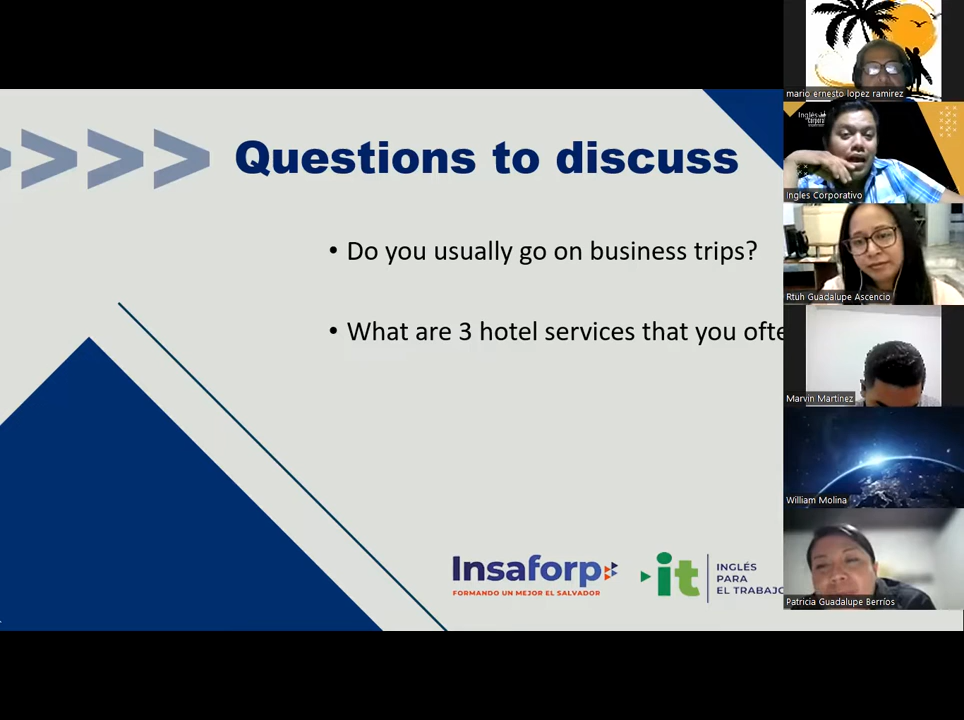 Questions to discuss
• Do you usually go on business trips?
• What are 3 hotel services that you ofte
Insaforp
FORMANDO UN MEJOR EL SALVADOR
it
INGLÉS
PARA
EL TRABAJO
mario ernesto lopez ramirez
Ingles Corporativo
Rtuh Guadalupe Ascencio
Marvin Martinez
William Molina
Patricia Guadalupe Berríos